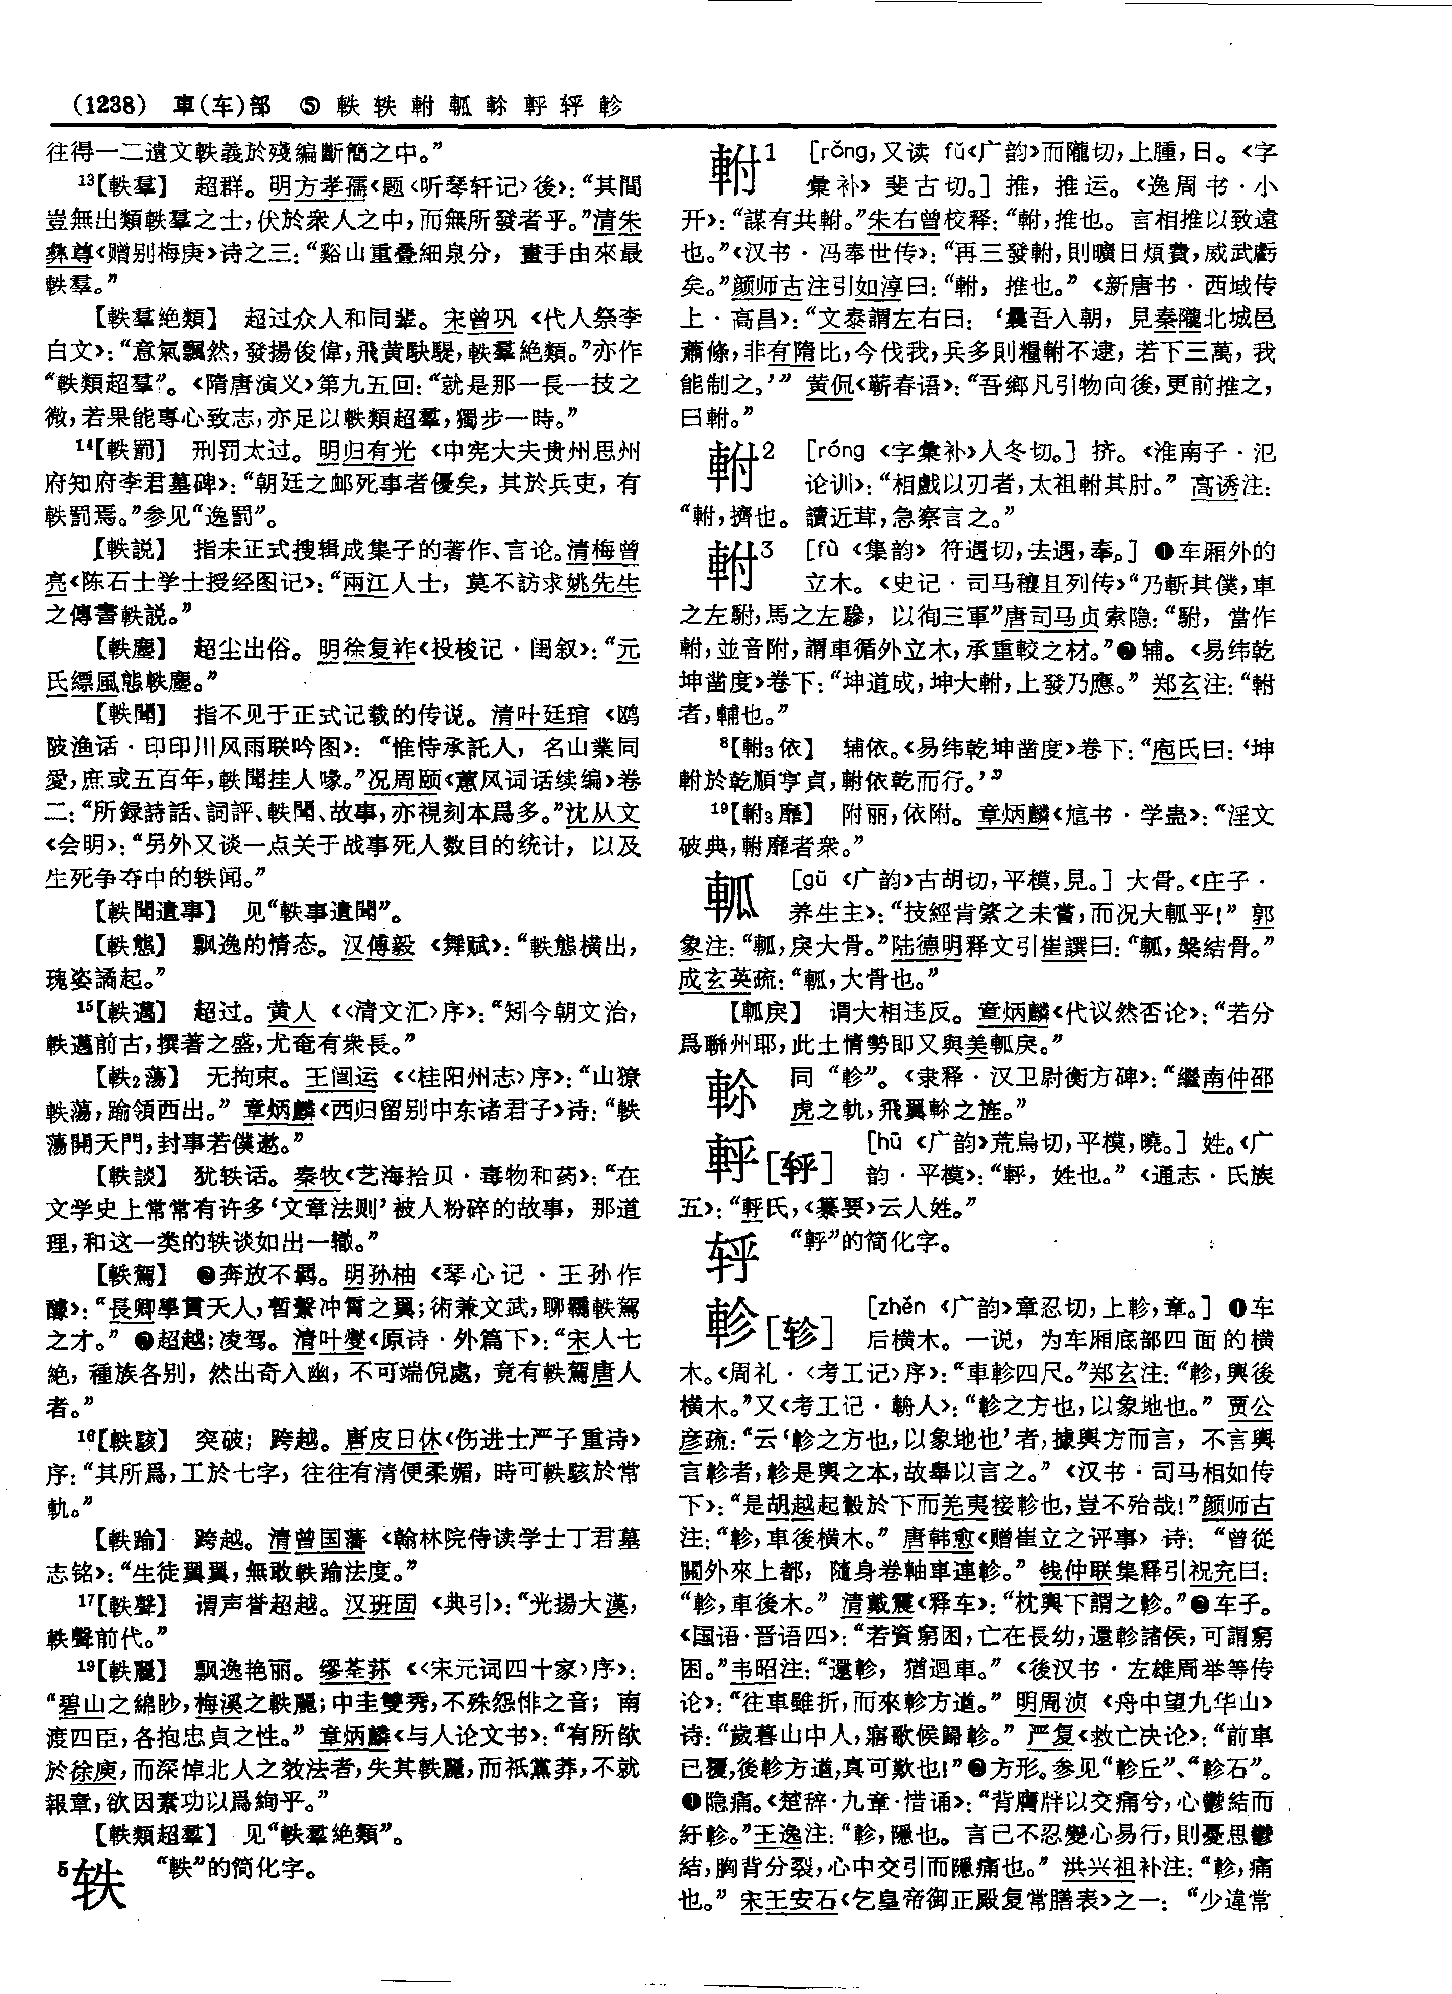 (1238) 車(车)部 ⑤ 軼 轶 軵 軱 軫 軤 轷 軫
往得一二遺文軼義於殘編斷簡之中。”
¹³【軼羣】 超群。明方孝孺《题〈听琴轩记〉後》：“其間
豈無出類軼羣之士，伏於衆人之中，而無所發者乎。”清朱
彝尊《赠别梅庚》诗之三：“谿山重叠細泉分，畫手由來最
軼羣。”
【軼羣絶類】 超过众人和同辈。宋曾巩《代人祭李
白文》：“意氣飄然，發揚俊偉，飛黄駃騠，軼羣絶類。”亦作
“軼類超羣”。《隋唐演义》第九五回：“就是那一長一技之
微，若果能專心致志，亦足以軼類超羣，獨步一時。”
¹⁴【軼罰】 刑罚太过。明归有光《中宪大夫贵州思州
府知府李君墓碑》：“朝廷之卹死事者優矣，其於兵吏，有
軼罰焉。”参见“逸罰”。
【軼説】 指未正式搜辑成集子的著作、言论。清梅曾
亮《陈石士学士授经图记》：“兩江人士，莫不訪求姚先生
之傳書軼説。”
【軼塵】 超尘出俗。明徐复祚《投梭记·闺叙》：“元
氏縹風態軼塵。”
【軼聞】 指不见于正式记载的传说。清叶廷琯《鸥
陂渔话·印印川风雨联吟图》：“惟恃承託人，名山業同
愛，庶或五百年，軼聞挂人喙。”况周颐《蕙风词话续编》卷
二：“所録詩話、詞評、軼聞、故事，亦視刻本爲多。”沈从文
《会明》：“另外又谈一点关于战事死人数目的统计，以及
生死争夺中的轶闻。”
【軼聞遺事】 见“軼事遺聞”。
【軼態】 飘逸的情态。汉傅毅《舞赋》：“軼態横出，
瑰姿譎起。”
¹⁵【軼邁】 超过。黄人《〈清文汇〉序》：“矧今朝文治，
軼邁前古，撰著之盛，尤奄有衆長。”
【軼₂蕩】 无拘束。王闿运《〈桂阳州志〉序》：“山獠
軼蕩，踰領西出。”章炳麟《西归留别中东诸君子》诗：“軼
蕩開天門，封事若僕遫。”
【軼談】 犹轶话。秦牧《艺海拾贝·毒物和药》：“在
文学史上常常有许多‘文章法则’被人粉碎的故事，那道
理，和这一类的轶谈如出一辙。”
【軼駕】 ❶奔放不羁。明孙柚《琴心记·王孙作
醵》：“長卿學貫天人，暫繫冲霄之翼；術兼文武，聊羈軼駕
之才。” ❷超越；凌驾。清叶燮《原诗·外篇下》：“宋人七
絶，種族各别，然出奇入幽，不可端倪處，竟有軼駕唐人
者。”
¹⁶【軼駭】 突破；跨越。唐皮日休《伤进士严子重诗》
序：“其所爲，工於七字，往往有清便柔媚，時可軼駭於常
軌。”
【軼踰】 跨越。清曾国藩《翰林院侍读学士丁君墓
志铭》：“生徒翼翼，無敢軼踰法度。”
¹⁷【軼聲】 谓声誉超越。汉班固《典引》：“光揚大漢，
軼聲前代。”
¹⁹【軼麗】 飘逸艳丽。缪荃荪《〈宋元词四十家〉序》：
“碧山之綿眇，梅溪之軼麗；中圭雙秀，不殊怨悱之音；南
渡四臣，各抱忠貞之性。”章炳麟《与人论文书》：“有所欲
於徐庾，而深悼北人之效法者，失其軼麗，而祇黨莽，不就
報章，欲因素功以爲絢乎。”
【軼類超羣】 见“軼羣絶類”。
5轶 “軼”的简化字。
軵1 [rǒng，又读 fǔ《广韵》而隴切，上腫，日。《字
彙补》斐古切。] 推，推运。《逸周书·小
开》：“謀有共軵。”朱右曾校释：“軵，推也。言相推以致遠
也。”《汉书·冯奉世传》：“再三發軵，則曠日煩費，威武虧
矣。”颜师古注引如淳曰：“軵，推也。”《新唐书·西域传
上·高昌》：“文泰謂左右曰：‘曩吾入朝，見秦隴北城邑
蕭條，非有隋比，今伐我，兵多則糧軵不逮，若下三萬，我
能制之。’” 黄侃《蕲春语》：“吾鄉凡引物向後，更前推之，
曰軵。”
軵2 [róng 《字彙补》人冬切。] 挤。《淮南子·氾
论训》：“相戲以刃者，太祖軵其肘。”高诱注：
“軵，擠也。讀近茸，急察言之。”
軵3 [fù 《集韵》符遇切，去遇，奉。] ❶车厢外的
立木。《史记·司马穰苴列传》“乃斬其僕，車
之左駙，馬之左驂，以徇三軍”唐司马贞索隐：“駙，當作
軵，並音附，謂車循外立木，承重較之材。”❷辅。《易纬乾
坤凿度》卷下：“坤道成，坤大軵，上發乃應。”郑玄注：“軵
者，輔也。”
⁸【軵₃依】 辅依。《易纬乾坤凿度》卷下：“庖氏曰：‘坤
軵於乾順亨貞，軵依乾而行。’”
¹⁹【軵₃靡】 附丽，依附。章炳麟《訄书·学蛊》：“淫文
破典，軵靡者衆。”
軱 [gū 《广韵》古胡切，平模，見。] 大骨。《庄子·
养生主》：“技經肯綮之未嘗，而况大軱乎！”郭
象注：“軱，戾大骨。”陆德明释文引崔譔曰：“軱，槃結骨。”
成玄英疏：“軱，大骨也。”
【軱戾】 谓大相违反。章炳麟《代议然否论》：“若分
爲聯州耶，此土情勢即又與美軱戾。”
同“軫”。《隶释·汉卫尉衡方碑》：“繼南仲邵
虎之軌，飛翼軫之旌。”
軤[轷] [hū 《广韵》荒烏切，平模，曉。] 姓。《广
韵·平模》：“軤，姓也。”《通志·氏族
五》：“軤氏，《纂要》云人姓。”
轷 “軤”的简化字。
軫[轸] [zhěn 《广韵》章忍切，上軫，章。] ❶车
后横木。一说，为车厢底部四面的横
木。《周礼·〈考工记〉序》：“車軫四尺。”郑玄注：“軫，輿後
横木。”又《考工记·輈人》：“軫之方也，以象地也。”贾公
彦疏：“云‘軫之方也，以象地也’者，據輿方而言，不言輿
言軫者，軫是輿之本，故舉以言之。”《汉书·司马相如传
下》：“是胡越起轂於下而羌夷接軫也，豈不殆哉！”颜师古
注：“軫，車後横木。”唐韩愈《赠崔立之评事》诗：“曾從
關外來上都，隨身卷軸車連軫。”钱仲联集释引祝充曰：
“軫，車後木。”清戴震《释车》：“枕輿下謂之軫。”❷车子。
《国语·晋语四》：“若資窮困，亡在長幼，還軫諸侯，可謂窮
困。”韦昭注：“還軫，猶迴車。”《後汉书·左雄周举等传
论》：“往車雖折，而來軫方遒。”明周祯《舟中望九华山》
诗：“歲暮山中人，寤歌候歸軫。”严复《救亡决论》：“前車
已覆，後軫方遒，真可歎也！”❸方形。参见“軫丘”、“軫石”。
❹隐痛。《楚辞·九章·惜诵》：“背膺牉以交痛兮，心鬱結而
紆軫。”王逸注：“軫，隱也。言己不忍變心易行，則憂思鬱
結，胸背分裂，心中交引而隱痛也。”洪兴祖补注：“軫，痛
也。”宋王安石《乞皇帝御正殿复常膳表》之一：“少違常